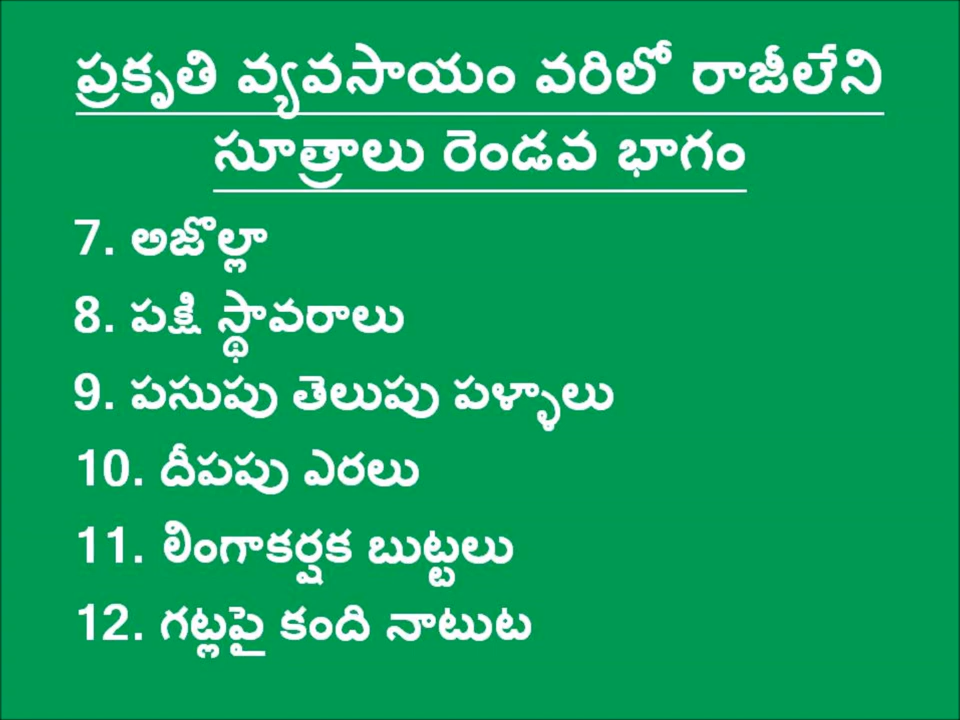 ప్రకృతి వ్యవసాయం వరిలో రాజీలేని
సూత్రాలు రెండవ భాగం
7. అజొల్లా
8. పక్షి స్థావరాలు
9. పసుపు తెలుపు పళ్ళాలు
10. దీపపు ఎరలు
11. లింగాకర్షక బుట్టలు
12. గట్లపై కంది నాటుట